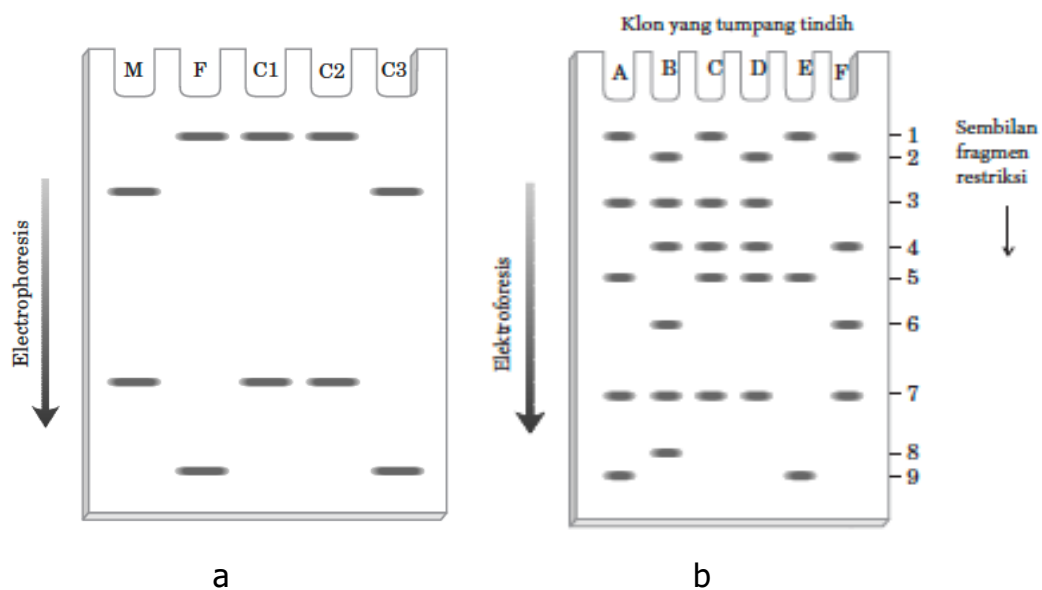 Klon yang tumpang tindih
M F C1 C2 C3
A B C D E F
Electrophoresis
Elektroforesis
1
2
3
4
5
6
7
8
9
Sembilan
fragmen
restriksi
a
b